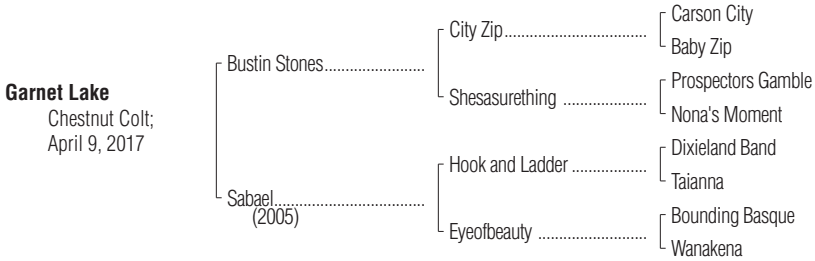 Garnet Lake
Chestnut Colt;
April 9, 2017
Bustin Stones
Sabael
(2005)
City Zip
Shesasurething
Hook and Ladder
Eyeofbeauty
Carson City
Baby Zip
Prospectors Gamble
Nona's Moment
Dixieland Band
Taianna
Bounding Basque
Wanakena